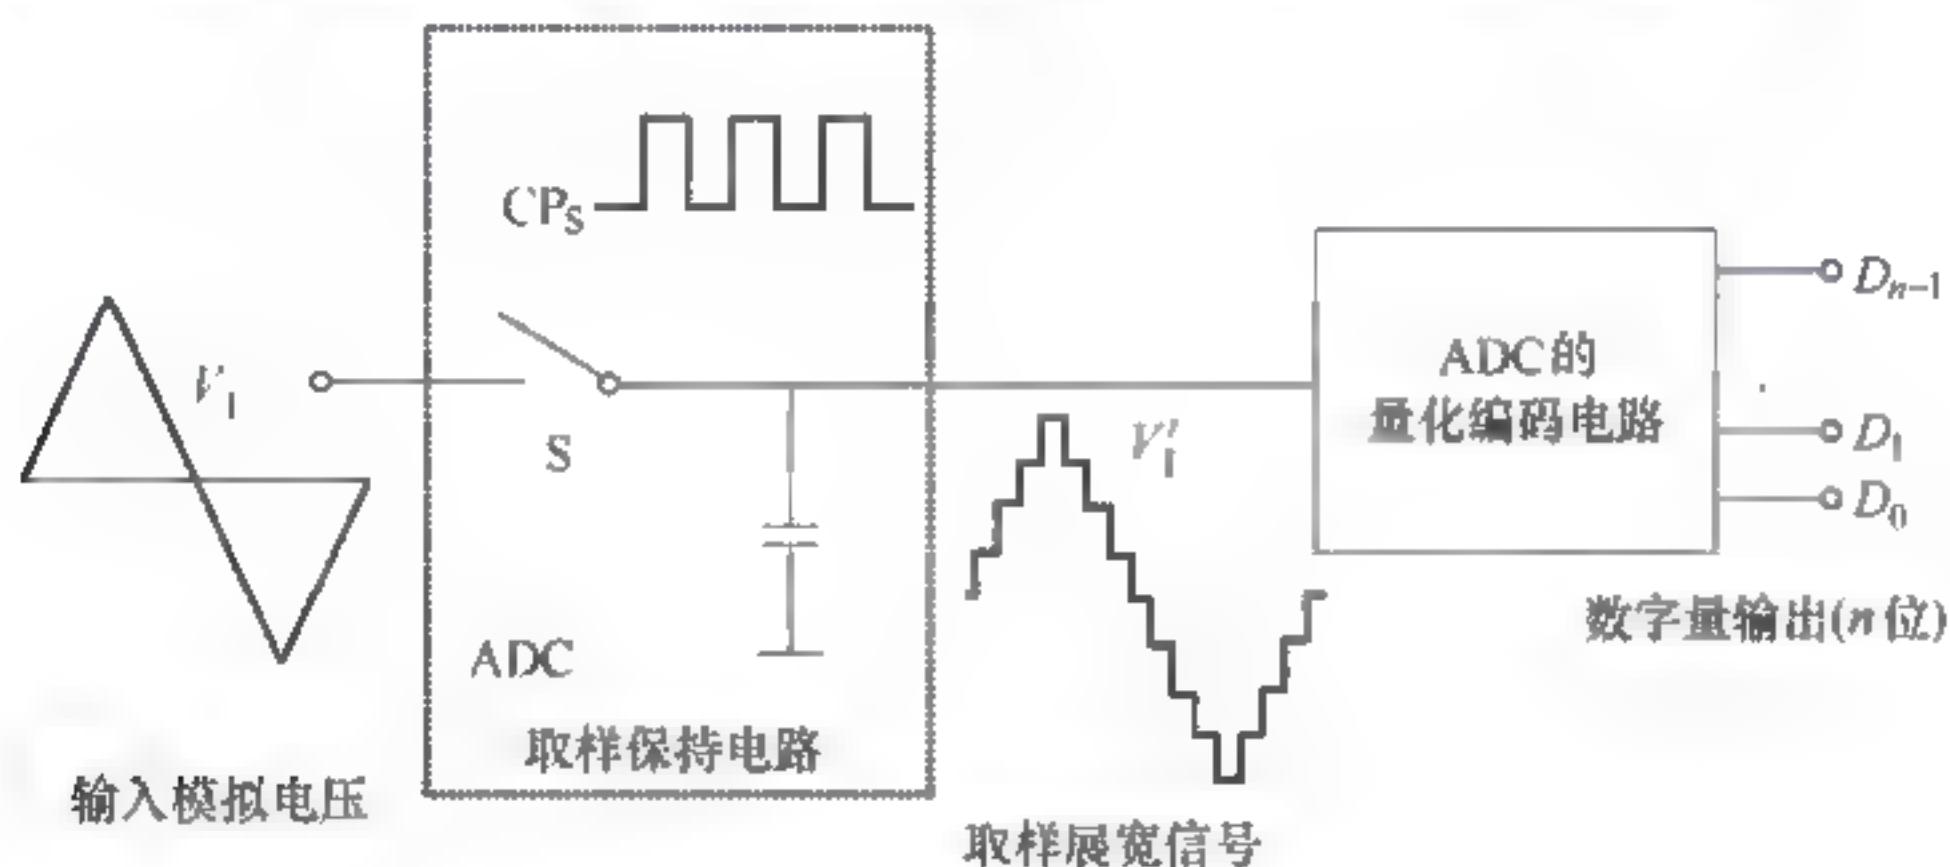 CPS
VI
S
ADC
取样保持电路
输入模拟电压
V'I
取样展宽信号
ADC的
量化编码电路
Dn-1
D1
D0
数字量输出(n位)